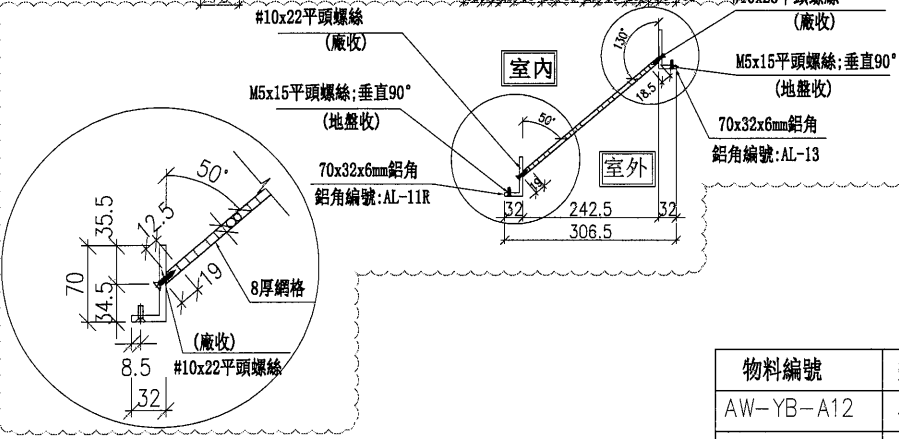 #10x22平頭螺絲
(廠收)
(廠收)
室內
130°
M5x15平頭螺絲;垂直90°
(地盤收)
M5x15平頭螺絲;垂直90°
(地盤收)
18.5
50°
70x32x6mm鋁角
鋁角編號:AL-13
70x32x6mm鋁角
鋁角編號:AL-11R
室外
19
32
242.5
32
306.5
50°
12.5
35.5
70
34.5
19
8厚網格
(廠收)
#10x22平頭螺絲
8.5
32
物料編號
AW-YB-A12